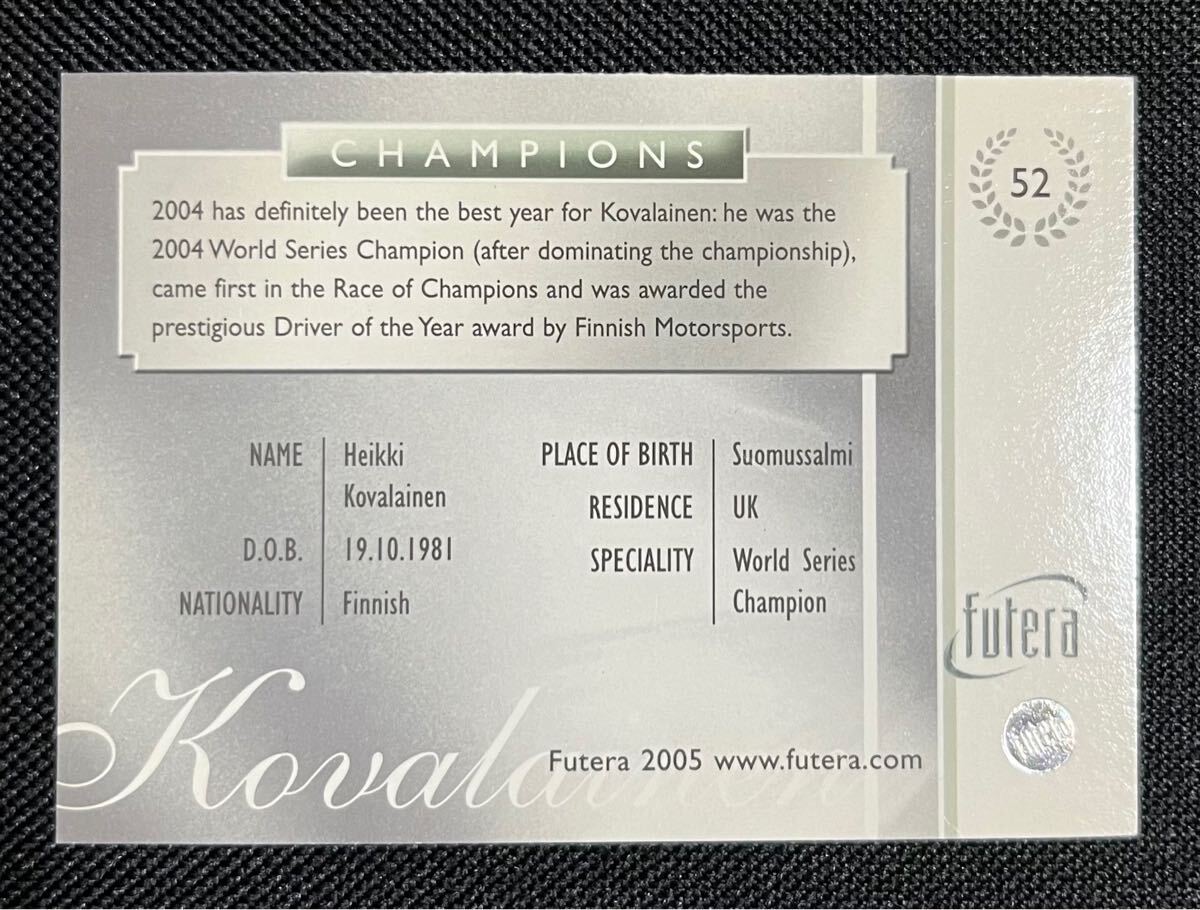 CHAMPIONS
52
2004 has definitely been the best year for Kovalainen: he was the
2004 World Series Champion (after dominating the championship),
came first in the Race of Champions and was awarded the
prestigious Driver of the Year award by Finnish Motorsports.
NAME Heikki
Kovalainen
D.O.B. 19.10.1981
NATIONALITY Finnish
PLACE OF BIRTH Suomussalmi
RESIDENCE UK
SPECIALITY World Series
Champion
futera
Kovalainen
Futera 2005 www.futera.com